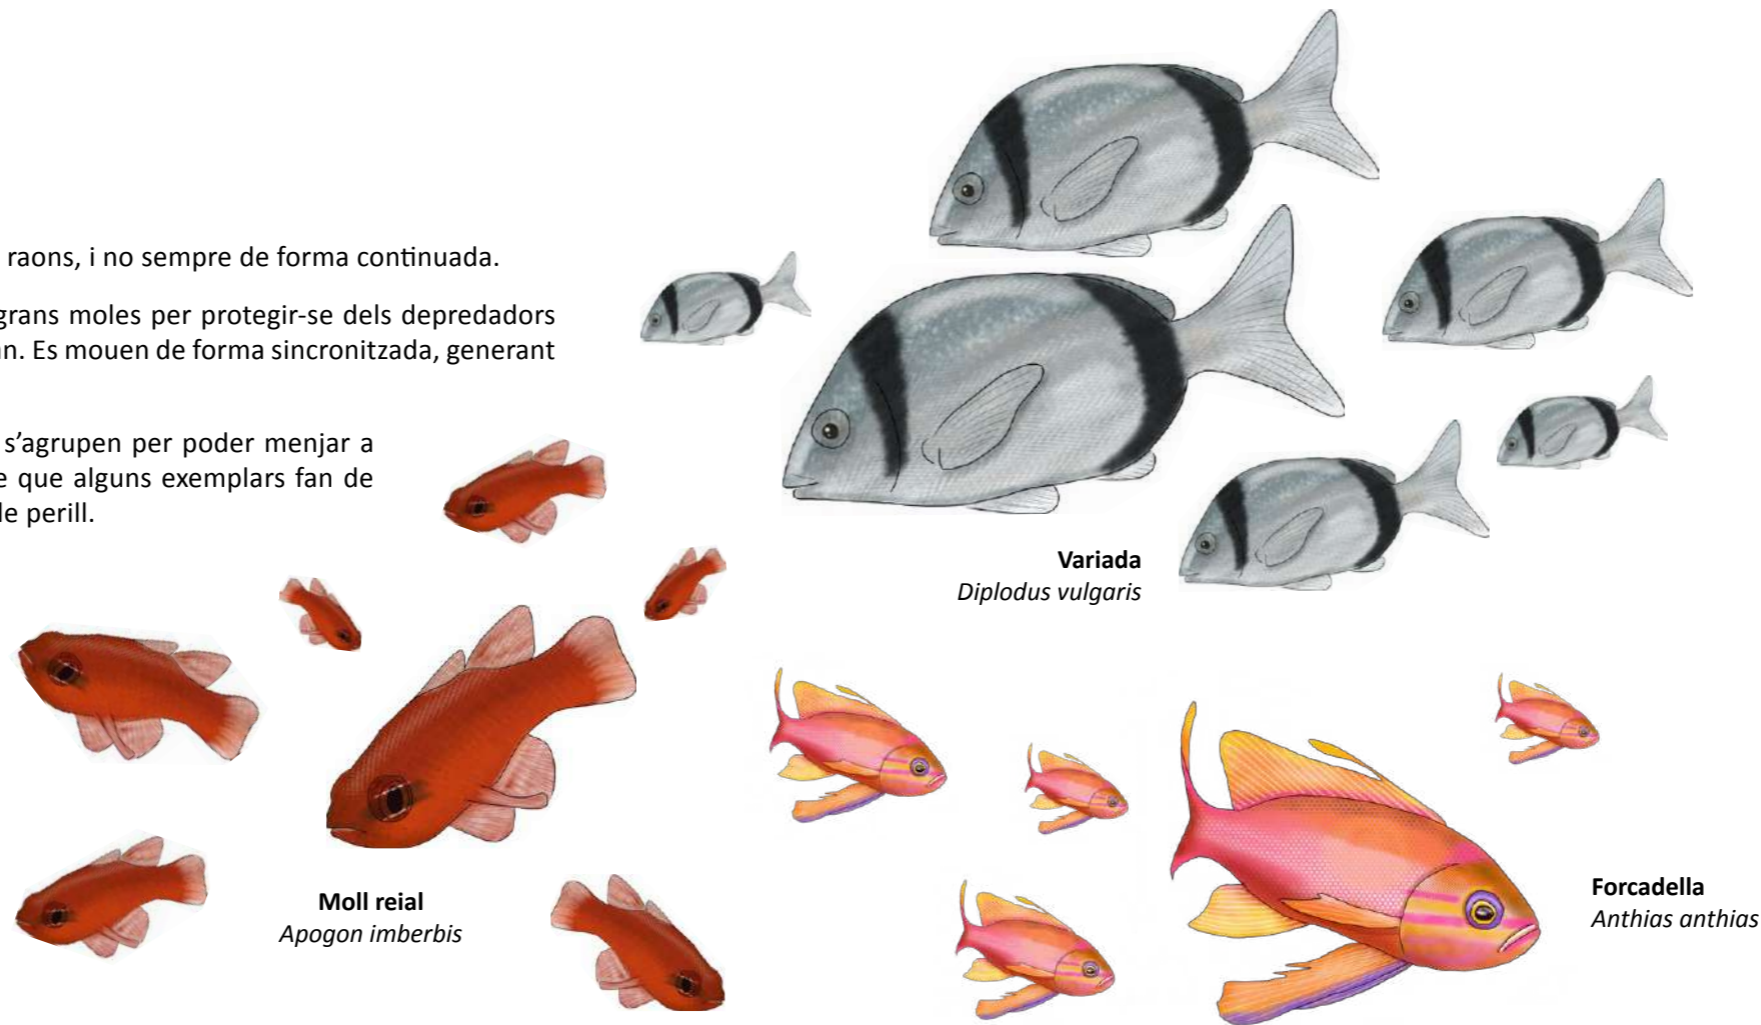 raons, i no sempre de forma continuada.
grans moles per protegir-se dels depredadors
Es mouen de forma sincronitzada, generant
s’agrupen per poder menjar a
que alguns exemplars fan de
perill.
Variada
Diplodus vulgaris
Moll reial
Apogon imberbis
Forcadella
Anthias anthias